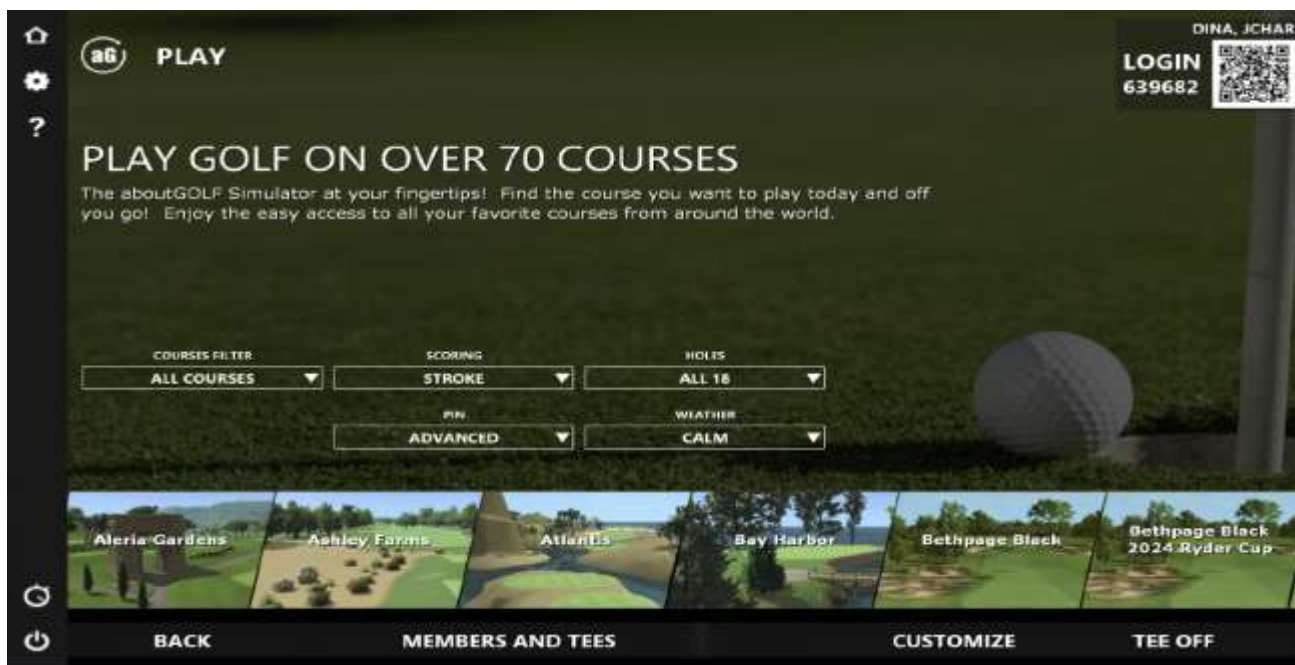 DINA, JCHAR
aG PLAY
LOGIN
639682
?
PLAY GOLF ON OVER 70 COURSES
The aboutGOLF Simulator at your fingertips! Find the course you want to play today and off
you go! Enjoy the easy access to all your favorite courses from around the world.
COURSES FILTER SCORING HOLES
ALL COURSES STROKE ALL 18
PIN WEATHER
ADVANCED CALM
Aleria Gardens Ashley Farms Atlantis Bay Harbor Bethpage Black Bethpage Black
2024 Ryder Cup
BACK MEMBERS AND TEES CUSTOMIZE TEE OFF